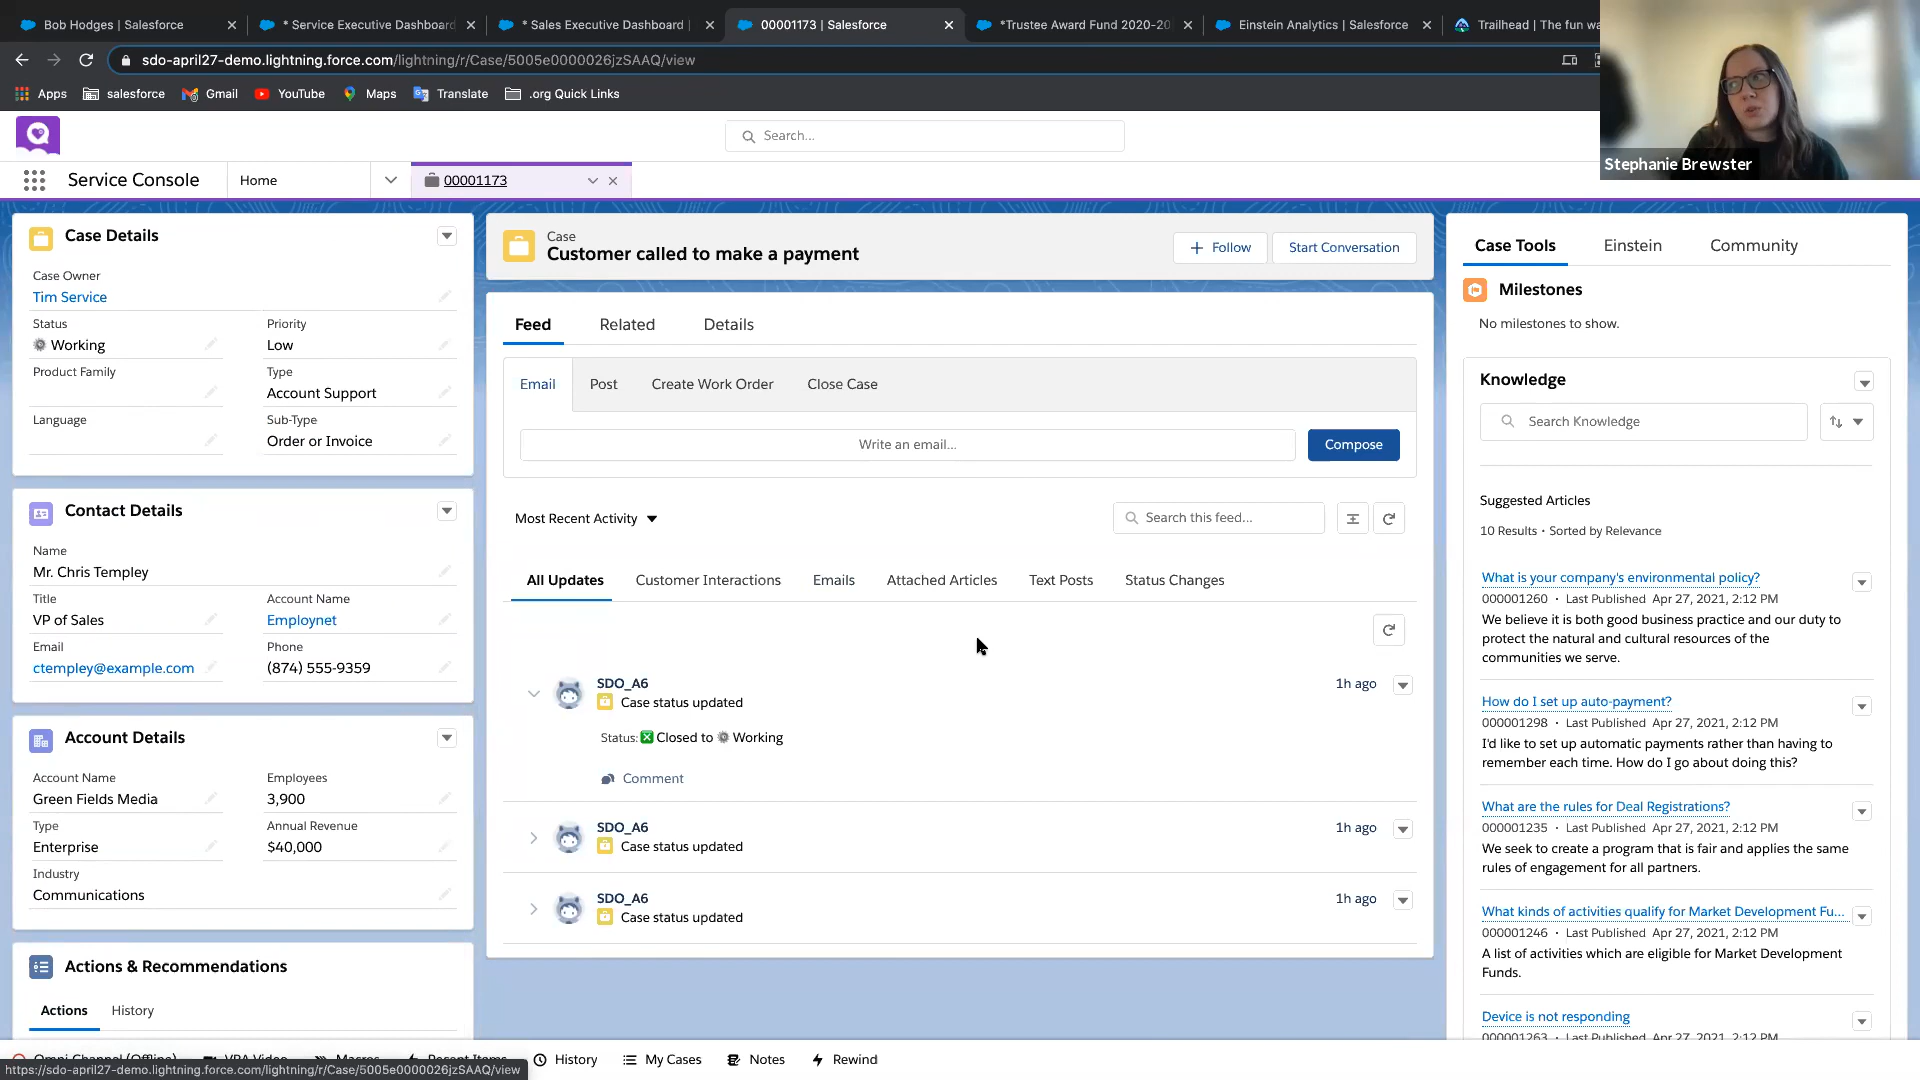 Bob Hodges | Salesforce
* Service Executive Dashboard
* Sales Executive Dashboard |
00001173 | Salesforce
*Trustee Award Fund 2020-20
Einstein Analytics | Salesforce
Trailhead | The fun wa
sdo-april27-demo.lightning.force.com/lightning/r/Case/5005e0000026jzSAAQ/view
Apps
salesforce
Gmail
YouTube
Maps
Translate
.org Quick Links
Search...
Stephanie Brewster
Service Console
Home
00001173
Case Details
Case Owner
Tim Service
Status
Priority
Working
Low
Product Family
Type
Account Support
Language
Sub-Type
Order or Invoice
Contact Details
Name
Mr. Chris Templey
Title
Account Name
VP of Sales
Employnet
Email
Phone
ctempley@example.com
(874) 555-9359
Account Details
Account Name
Employees
Green Fields Media
3,900
Type
Annual Revenue
Enterprise
$40,000
Industry
Communications
Actions & Recommendations
Actions
History
Case
Customer called to make a payment
Follow
Start Conversation
Feed
Related
Details
Email
Post
Create Work Order
Close Case
Write an email...
Compose
Most Recent Activity
Search this feed...
All Updates
Customer Interactions
Emails
Attached Articles
Text Posts
Status Changes
SDO_A6
1h ago
Case status updated
Status: Closed to Working
Comment
SDO_A6
1h ago
Case status updated
SDO_A6
1h ago
Case status updated
Case Tools
Einstein
Community
Milestones
No milestones to show.
Knowledge
Search Knowledge
Suggested Articles
10 Results • Sorted by Relevance
What is your company's environmental policy?
000001260 • Last Published Apr 27, 2021, 2:12 PM
We believe it is both good business practice and our duty to
protect the natural and cultural resources of the
communities we serve.
How do I set up auto-payment?
000001298 • Last Published Apr 27, 2021, 2:12 PM
I'd like to set up automatic payments rather than having to
remember each time. How do I go about doing this?
What are the rules for Deal Registrations?
000001235 • Last Published Apr 27, 2021, 2:12 PM
We seek to create a program that is fair and applies the same
rules of engagement for all partners.
What kinds of activities qualify for Market Development Fu...
000001246 • Last Published Apr 27, 2021, 2:12 PM
A list of activities which are eligible for Market Development
Funds.
Device is not responding
000001263 • Last Published Apr 27, 2021, 2:12 PM
Omni-Channel (Offline)
VRA Video
Macros
Recent Items
History
My Cases
Notes
Rewind
https://sdo-april27-demo.lightning.force.com/lightning/r/Case/5005e0000026jzSAAQ/view